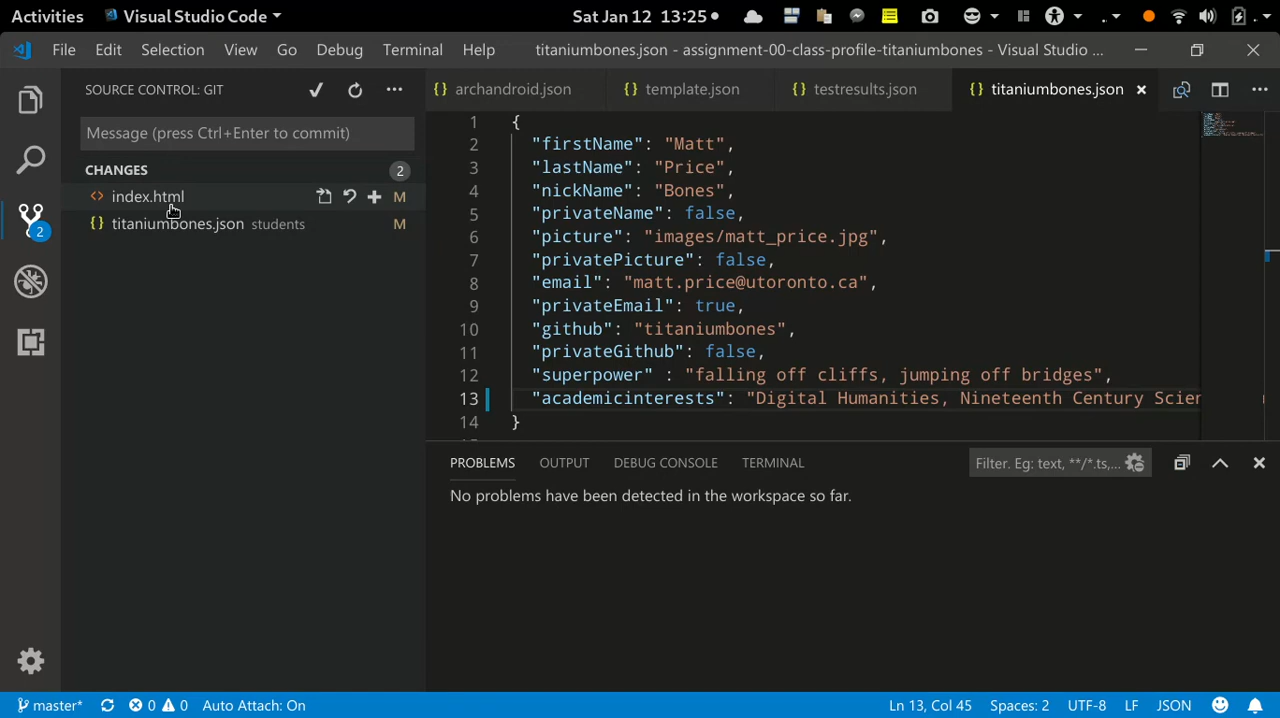 Activities Visual Studio Code Sat Jan 12 13:25
File Edit Selection View Go Debug Terminal Help titaniumbones.json - assignment-00-class-profile-titaniumbones - Visual Studio Code ...
SOURCE CONTROL: GIT
archandroid.json template.json testresults.json titaniumbones.json
Message (press Ctrl+Enter to commit)
CHANGES 2
index.html M
titaniumbones.json students M
2
1 {
2 "firstName": "Matt",
3 "lastName": "Price",
4 "nickName": "Bones",
5 "privateName": false,
6 "picture": "images/matt_price.jpg",
7 "privatePicture": false,
8 "email": "matt.price@utoronto.ca",
9 "privateEmail": true,
10 "github": "titaniumbones",
11 "privateGithub": false,
12 "superpower" : "falling off cliffs, jumping off bridges",
13 "academicinterests": "Digital Humanities, Nineteenth Century Scien
14 }
PROBLEMS OUTPUT DEBUG CONSOLE TERMINAL Filter. Eg: text, **/*.ts,...
No problems have been detected in the workspace so far.
master* 0 0 Auto Attach: On Ln 13, Col 45 Spaces: 2 UTF-8 LF JSON